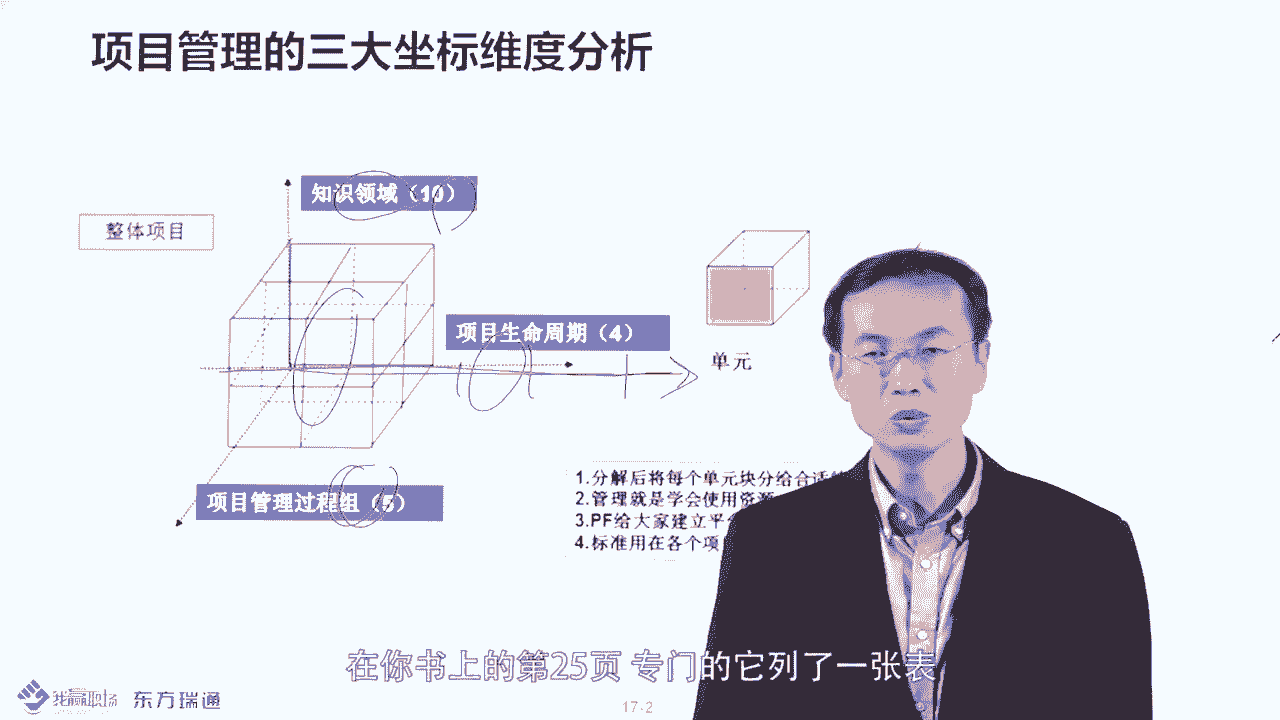 项目管理的三大坐标维度分析
知识领域（10）
整体项目
项目生命周期（4）
单元
1.分解后将每个单元块分给合适
2.管理就是学会使用资源
3.PF给大家建立平
项目管理过程组（5）
4.标准用在各个项
在你书上的第25页 专门的它列了一张表
我赢职场 东方瑞通
17-2